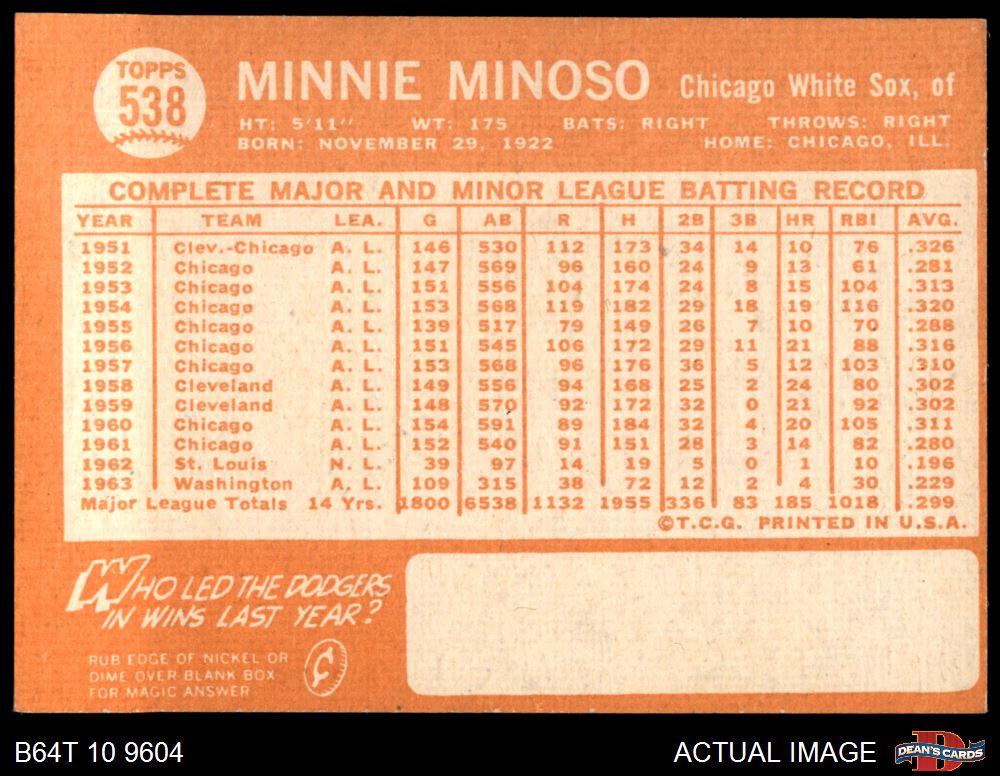 TOPPS
538
MINNIE MINOSO Chicago White Sox, of
HT: 5'11" WT: 175 BATS: RIGHT THROWS: RIGHT
BORN: NOVEMBER 29, 1922 HOME: CHICAGO, ILL.
COMPLETE MAJOR AND MINOR LEAGUE BATTING RECORD
YEAR TEAM LEA. G AB R H 2B 3B HR RBI AVG.
1951 Clev.-Chicago A. L. 146 530 112 173 34 14 10 76 .326
1952 Chicago A. L. 147 569 96 160 24 9 13 61 .281
1953 Chicago A. L. 151 556 104 174 24 8 15 104 .313
1954 Chicago A. L. 153 568 119 182 29 18 19 116 .320
1955 Chicago A. L. 139 517 79 149 26 7 10 70 .288
1956 Chicago A. L. 151 545 106 172 29 11 21 88 .316
1957 Chicago A. L. 153 568 96 176 36 5 12 103 .310
1958 Cleveland A. L. 149 556 94 168 25 2 24 80 .302
1959 Cleveland A. L. 148 570 92 172 32 0 21 92 .302
1960 Chicago A. L. 154 591 89 184 32 4 20 105 .311
1961 Chicago A. L. 152 540 91 151 28 3 14 82 .280
1962 St. Louis N. L. 39 97 14 19 5 0 1 10 .196
1963 Washington A. L. 109 315 38 72 12 2 4 30 .229
Major League Totals 14 Yrs. 1800 6538 1132 1955 336 83 185 1018 .299
©T.C.G. PRINTED IN U.S.A.
WHO LED THE DODGERS
IN WINS LAST YEAR?
RUB EDGE OF NICKEL OR
DIME OVER BLANK BOX
FOR MAGIC ANSWER
B64T 10 9604
ACTUAL IMAGE
DEAN'S CARDS